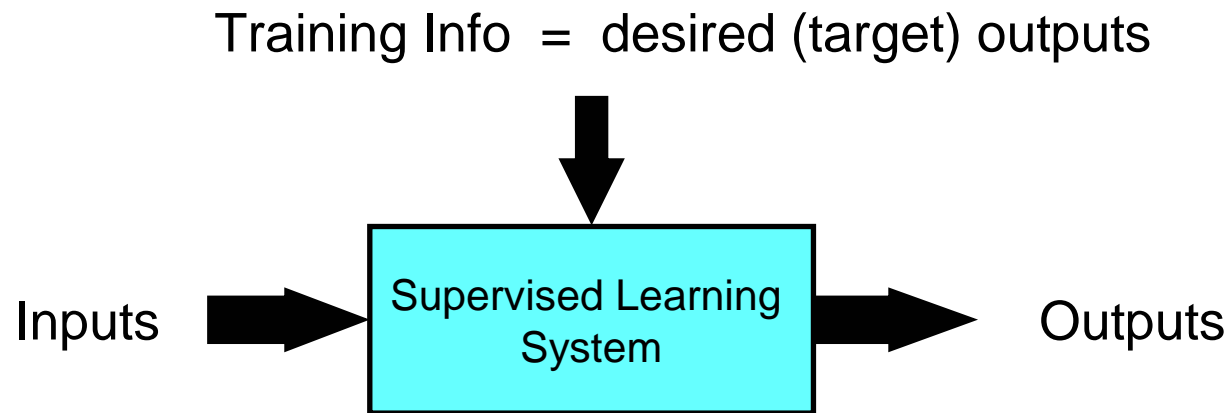 Training Info = desired (target) outputs
Inputs
Supervised Learning
System
Outputs